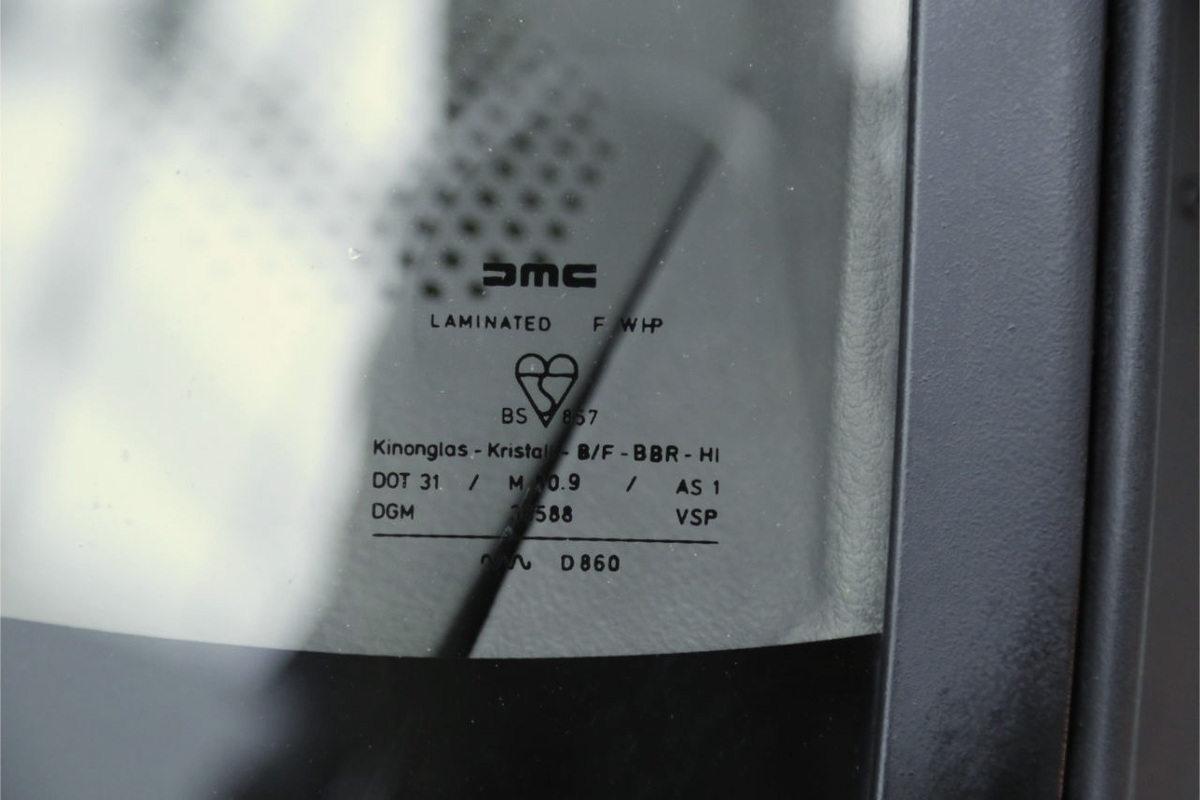 DMC
LAMINATED F WHP
BS 857
Kinonglas - Kristall - B/F - BBR - HI
DOT 31 / M 10.9 / AS 1
DGM VSP
D860